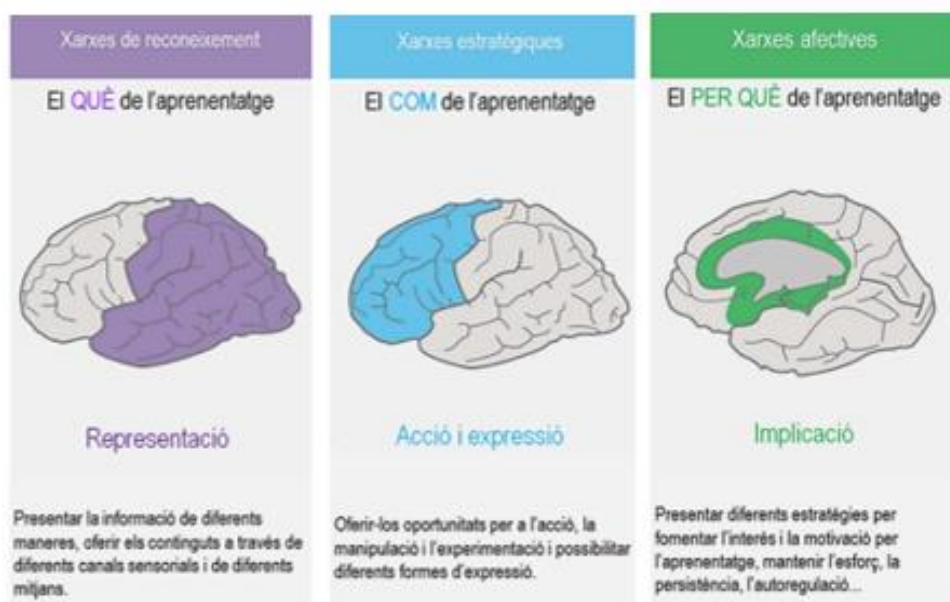 Xarxes de reconeixement
El QUÈ de l'aprenentatge
Representació
Presentar la informació de diferents
maneres, oferir els continguts a través de
diferents canals sensorials i de diferents
mitjans.
Xarxes estratègiques
El COM de l'aprenentatge
Acció i expressió
Oferir-los oportunitats per a l'acció, la
manipulació i l'experimentació i possibilitar
diferents formes d'expressió.
Xarxes afectives
El PER QUÈ de l'aprenentatge
Implicació
Presentar diferents estratègies per
fomentar l'interés i la motivació per
l'aprenentatge, mantenir l'esforç, la
persistència, l'autoregulació...